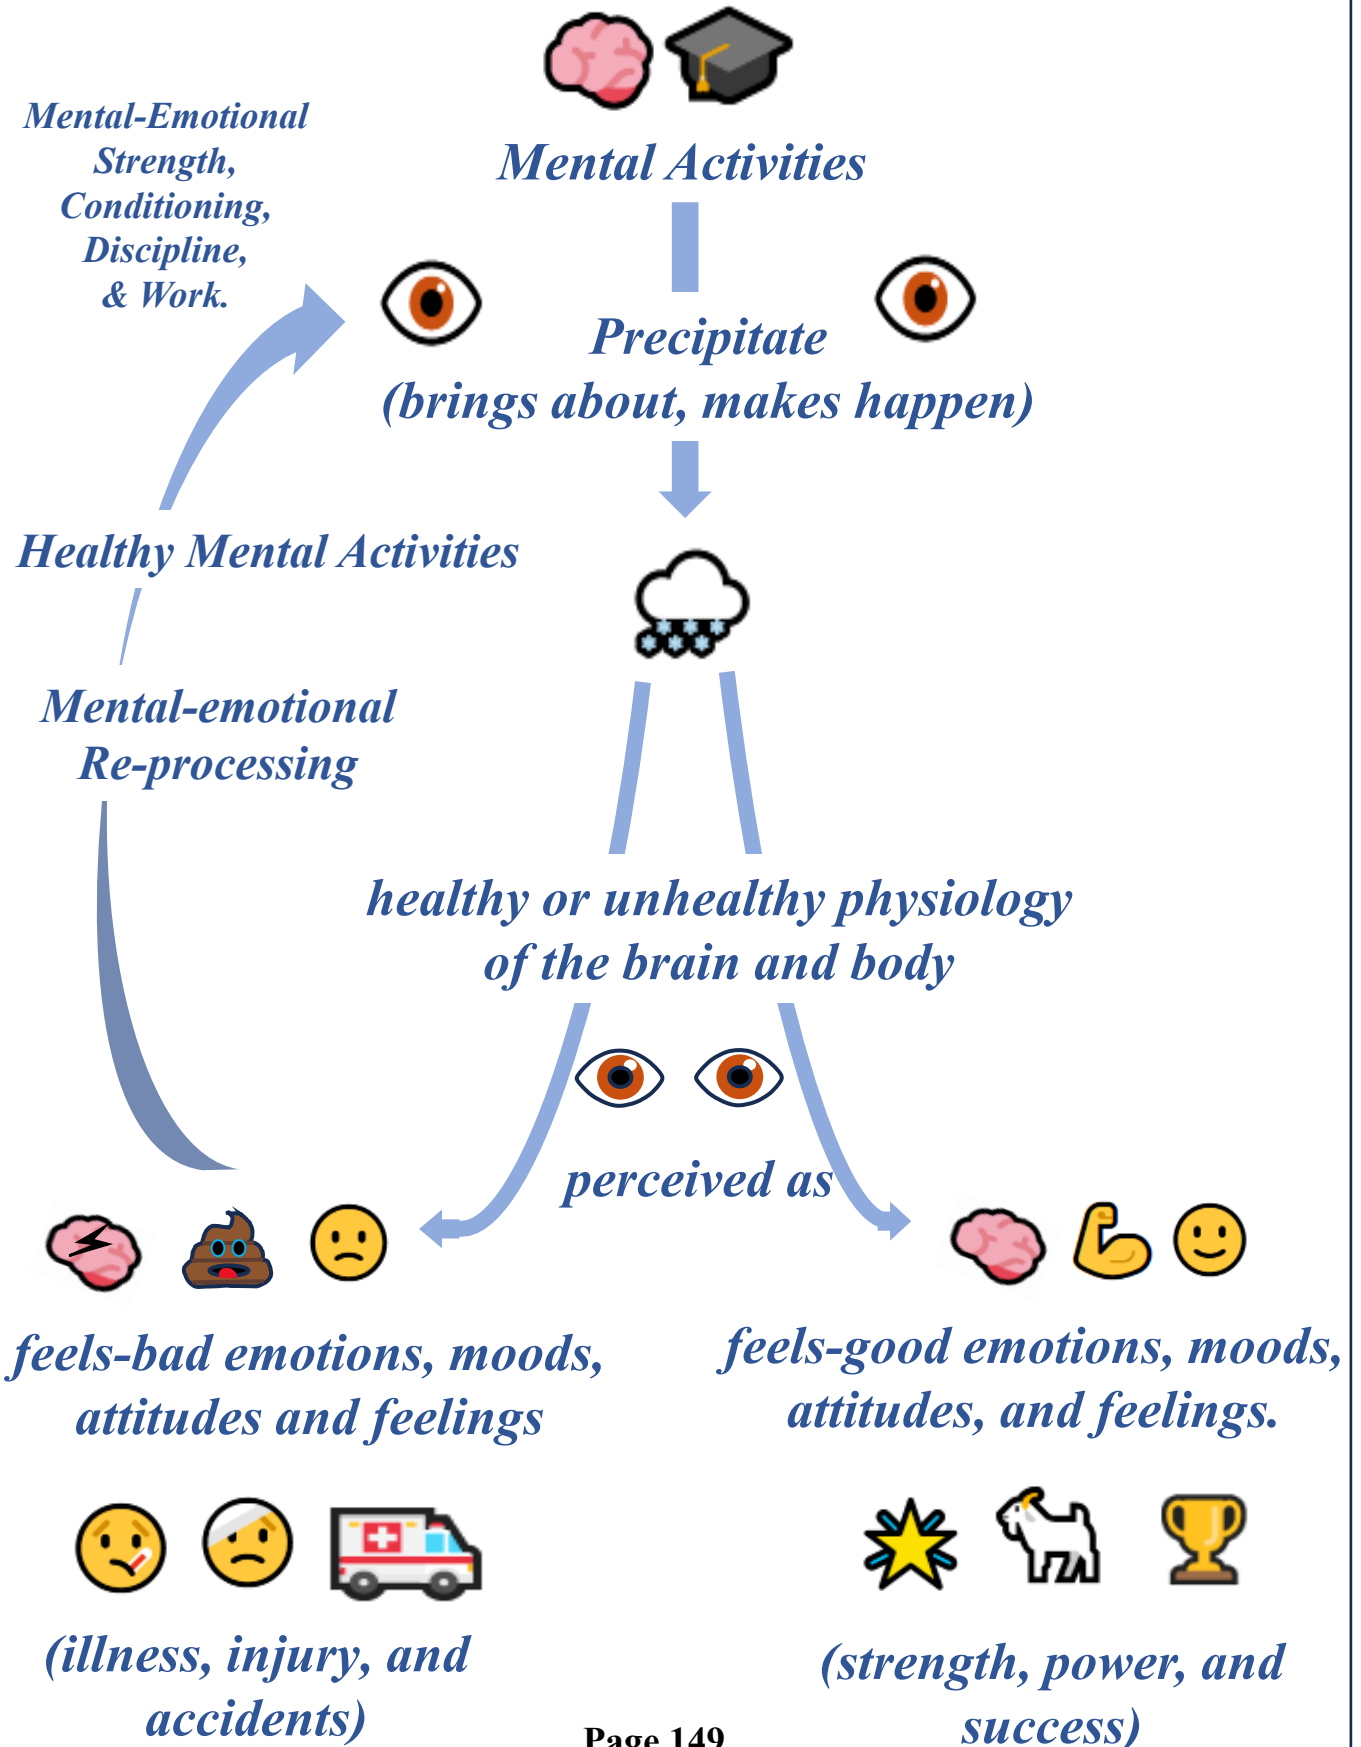 Mental Activities
Mental-Emotional
Strength,
Conditioning,
Discipline,
& Work.
Precipitate
(brings about, makes happen)
Healthy Mental Activities
Mental-emotional
Re-processing
healthy or unhealthy physiology
of the brain and body
perceived as
feels-bad emotions, moods,
attitudes and feelings
feels-good emotions, moods,
attitudes, and feelings.
(illness, injury, and
accidents)
(strength, power, and
success)
Page 149